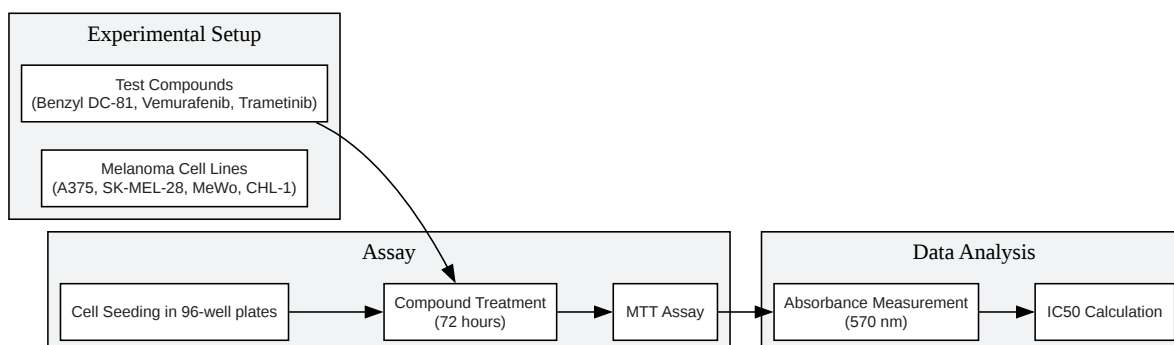 Experimental Setup
Test Compounds
(Benzyl DC-81, Vemurafenib, Trametinib)
Melanoma Cell Lines
(A375, SK-MEL-28, MeWo, CHL-1)
Assay
Cell Seeding in 96-well plates
Compound Treatment
(72 hours)
MTT Assay
Data Analysis
Absorbance Measurement
(570 nm)
IC50 Calculation